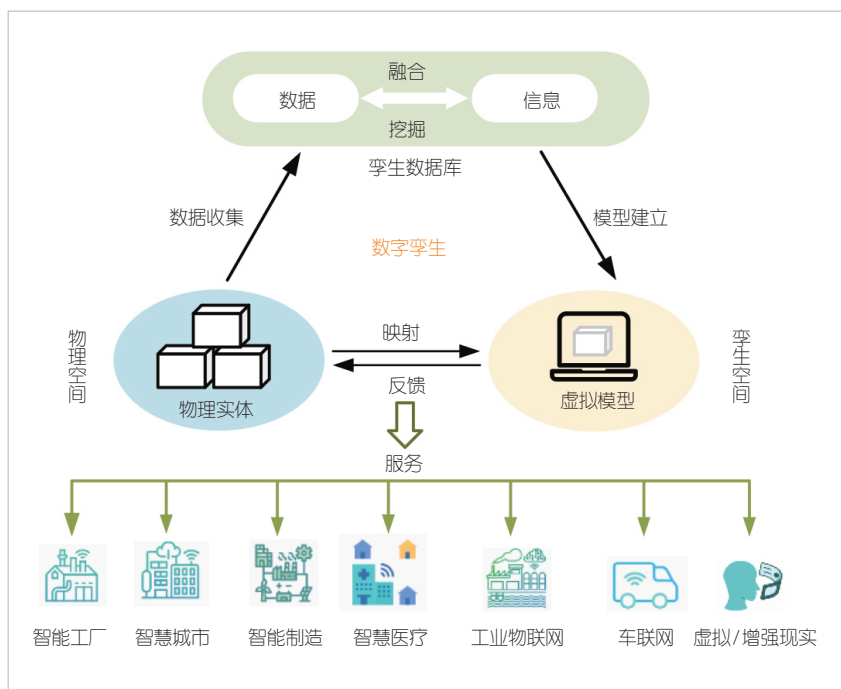 融合
数据
信息
挖掘
孪生数据库
数据收集
模型建立
数字孪生
物理空间
映射
孪生空间
反馈
物理实体
虚拟模型
服务
智能工厂
智慧城市
智能制造
智慧医疗
工业物联网
车联网
虚拟/增强现实